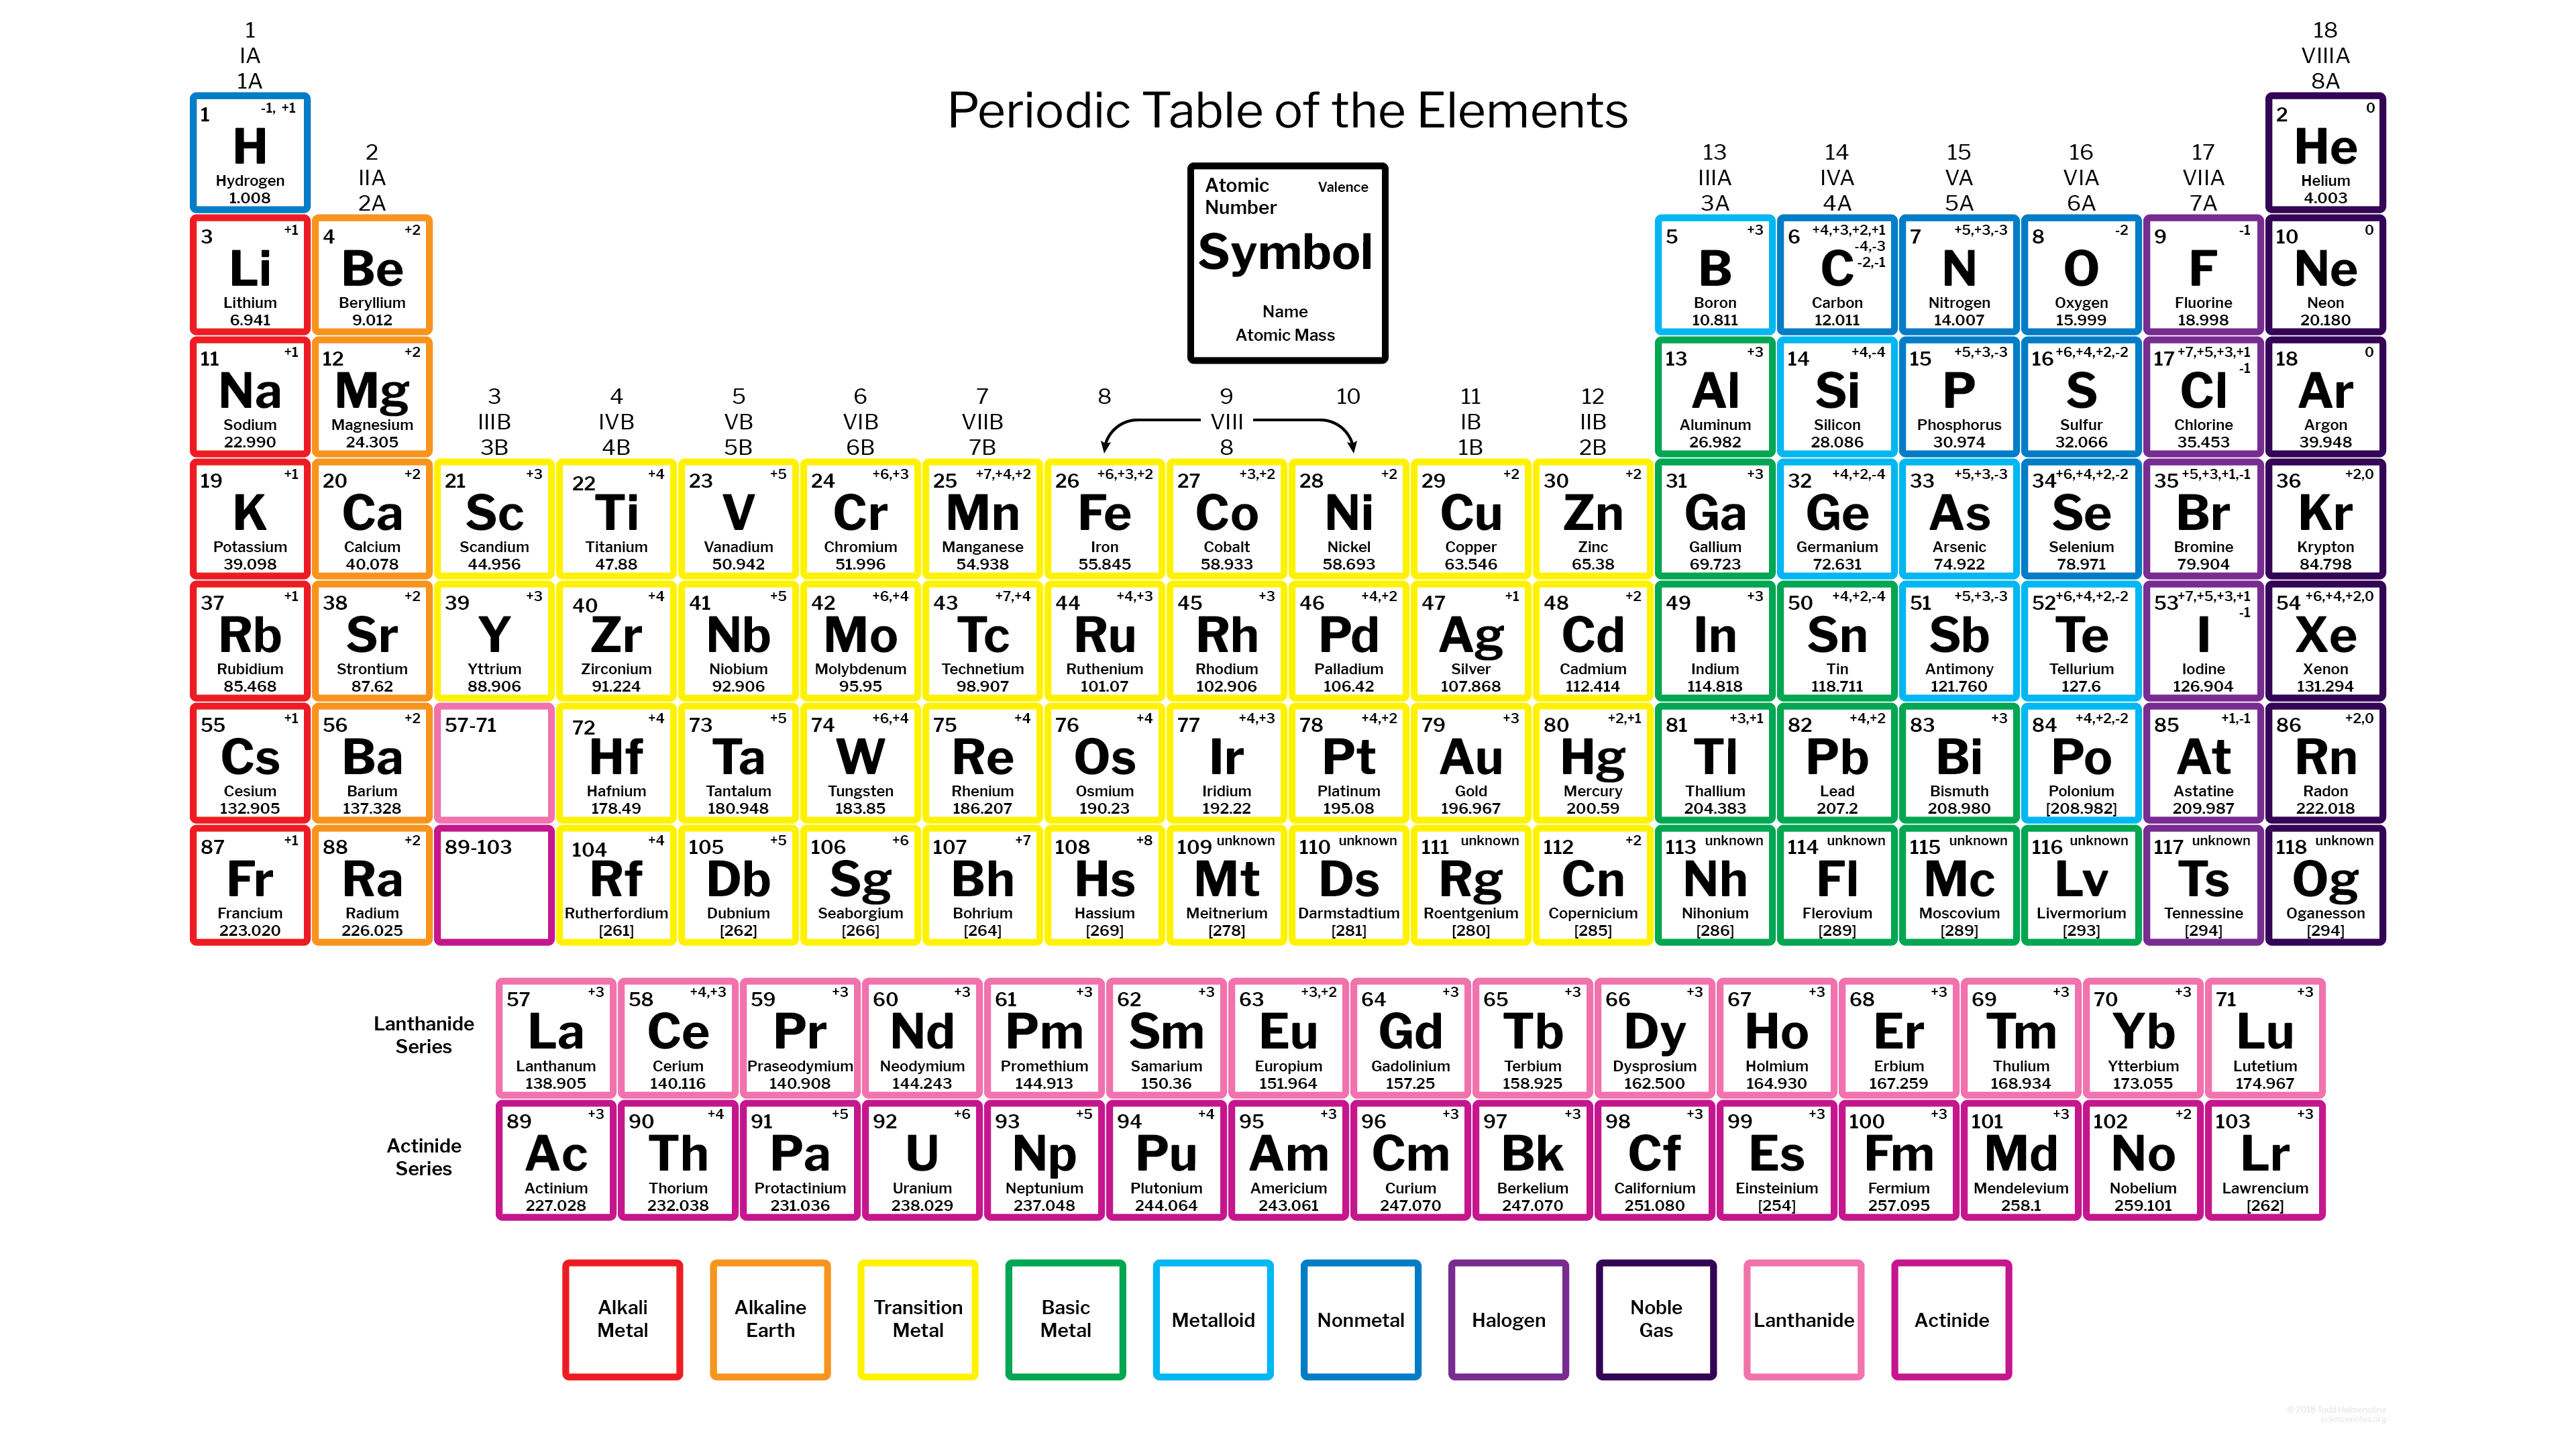 1
IA
1A
18
VIIIA
8A
Periodic Table of the Elements
1 -1, +1
H
Hydrogen
1.008
2 0
He
Helium
4.003
2
IIA
2A
13
IIIA
3A
14
IVA
4A
15
VA
5A
16
VIA
6A
17
VIIA
7A
Atomic Number Valence
Symbol
Name
Atomic Mass
3 +1
Li
Lithium
6.941
4 +2
Be
Beryllium
9.012
5 +3
B
Boron
10.811
6 +4,+3,+2,+1
-4,-3
-2,-1
C
Carbon
12.011
7 +5,+3,-3
N
Nitrogen
14.007
8 -2
O
Oxygen
15.999
9 -1
F
Fluorine
18.998
10 0
Ne
Neon
20.180
11 +1
Na
Sodium
22.990
12 +2
Mg
Magnesium
24.305
13 +3
Al
Aluminum
26.982
14 +4,-4
Si
Silicon
28.086
15 +5,+3,-3
P
Phosphorus
30.974
16 +6,+4,+2,-2
S
Sulfur
32.066
17 +7,+5,+3,+1
-1
Cl
Chlorine
35.453
18 0
Ar
Argon
39.948
3
IIIB
3B
4
IVB
4B
5
VB
5B
6
VIB
6B
7
VIIB
7B
8
9
VIII
8
10
11
IB
1B
12
IIB
2B
19 +1
K
Potassium
39.098
20 +2
Ca
Calcium
40.078
21 +3
Sc
Scandium
44.956
22 +4
Ti
Titanium
47.88
23 +5
V
Vanadium
50.942
24 +6,+3
Cr
Chromium
51.996
25 +7,+4,+2
Mn
Manganese
54.938
26 +6,+3,+2
Fe
Iron
55.845
27 +3,+2
Co
Cobalt
58.933
28 +2
Ni
Nickel
58.693
29 +2
Cu
Copper
63.546
30 +2
Zn
Zinc
65.38
31 +3
Ga
Gallium
69.723
32 +4,+2,-4
Ge
Germanium
72.631
33 +5,+3,-3
As
Arsenic
74.922
34 +6,+4,+2,-2
Se
Selenium
78.971
35 +5,+3,+1,-1
Br
Bromine
79.904
36 +2,0
Kr
Krypton
84.798
37 +1
Rb
Rubidium
85.468
38 +2
Sr
Strontium
87.62
39 +3
Y
Yttrium
88.906
40 +4
Zr
Zirconium
91.224
41 +5
Nb
Niobium
92.906
42 +6,+4
Mo
Molybdenum
95.95
43 +7,+4
Tc
Technetium
98.907
44 +4,+3
Ru
Ruthenium
101.07
45 +3
Rh
Rhodium
102.906
46 +4,+2
Pd
Palladium
106.42
47 +1
Ag
Silver
107.868
48 +2
Cd
Cadmium
112.414
49 +3
In
Indium
114.818
50 +4,+2,-4
Sn
Tin
118.711
51 +5,+3,-3
Sb
Antimony
121.760
52 +6,+4,+2,-2
Te
Tellurium
127.6
53 +7,+5,+3,+1
-1
I
Iodine
126.904
54 +6,+4,+2,0
Xe
Xenon
131.294
55 +1
Cs
Cesium
132.905
56 +2
Ba
Barium
137.328
57-71
72 +4
Hf
Hafnium
178.49
73 +5
Ta
Tantalum
180.948
74 +6,+4
W
Tungsten
183.85
75 +4
Re
Rhenium
186.207
76 +4
Os
Osmium
190.23
77 +4,+3
Ir
Iridium
192.22
78 +4,+2
Pt
Platinum
195.08
79 +3
Au
Gold
196.967
80 +2,+1
Hg
Mercury
200.59
81 +3,+1
Tl
Thallium
204.383
82 +4,+2
Pb
Lead
207.2
83 +3
Bi
Bismuth
208.980
84 +4,+2,-2
Po
Polonium
[208.982]
85 +1,-1
At
Astatine
209.987
86 +2,0
Rn
Radon
222.018
87 +1
Fr
Francium
223.020
88 +2
Ra
Radium
226.025
89-103
104 +4
Rf
Rutherfordium
[261]
105 +5
Db
Dubnium
[262]
106 +6
Sg
Seaborgium
[266]
107 +7
Bh
Bohrium
[264]
108 +8
Hs
Hassium
[269]
109 unknown
Mt
Meitnerium
[278]
110 unknown
Ds
Darmstadtium
[281]
111 unknown
Rg
Roentgenium
[280]
112 +2
Cn
Copernicium
[285]
113 unknown
Nh
Nihonium
[286]
114 unknown
Fl
Flerovium
[289]
115 unknown
Mc
Moscovium
[289]
116 unknown
Lv
Livermorium
[293]
117 unknown
Ts
Tennessine
[294]
118 unknown
Og
Oganesson
[294]
Lanthanide
Series
57 +3
La
Lanthanum
138.905
58 +4,+3
Ce
Cerium
140.116
59 +3
Pr
Praseodymium
140.908
60 +3
Nd
Neodymium
144.243
61 +3
Pm
Promethium
144.913
62 +3
Sm
Samarium
150.36
63 +3,+2
Eu
Europium
151.964
64 +3
Gd
Gadolinium
157.25
65 +3
Tb
Terbium
158.925
66 +3
Dy
Dysprosium
162.500
67 +3
Ho
Holmium
164.930
68 +3
Er
Erbium
167.259
69 +3
Tm
Thulium
168.934
70 +3
Yb
Ytterbium
173.055
71 +3
Lu
Lutetium
174.967
Actinide
Series
89 +3
Ac
Actinium
227.028
90 +4
Th
Thorium
232.038
91 +5
Pa
Protactinium
231.036
92 +6
U
Uranium
238.029
93 +5
Np
Neptunium
237.048
94 +4
Pu
Plutonium
244.064
95 +3
Am
Americium
243.061
96 +3
Cm
Curium
247.070
97 +3
Bk
Berkelium
247.070
98 +3
Cf
Californium
251.080
99 +3
Es
Einsteinium
[254]
100 +3
Fm
Fermium
257.095
101 +3
Md
Mendelevium
258.1
102 +2
No
Nobelium
259.101
103 +3
Lr
Lawrencium
[262]
Alkali
Metal
Alkaline
Earth
Transition
Metal
Basic
Metal
Metalloid
Nonmetal
Halogen
Noble
Gas
Lanthanide
Actinide
© 2018 Todd Helmenstine
sciencenotes.org